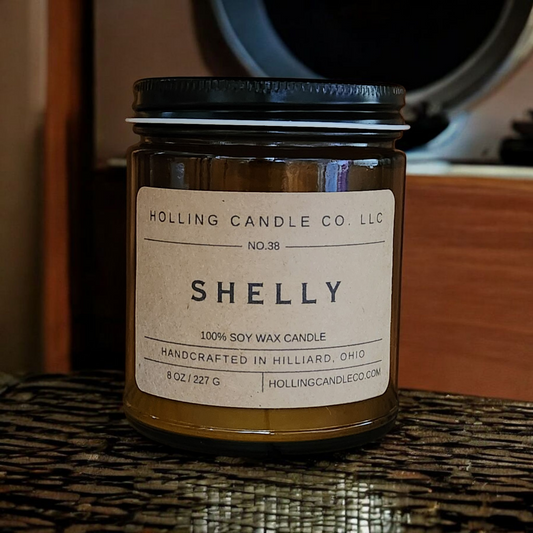 HOLLING CANDLE CO. LLC
NO.38
SHELLY
100% SOY WAX CANDLE
HANDCRAFTED IN HILLIARD, OHIO
8 OZ / 227 G
HOLLINGCANDLECO.COM